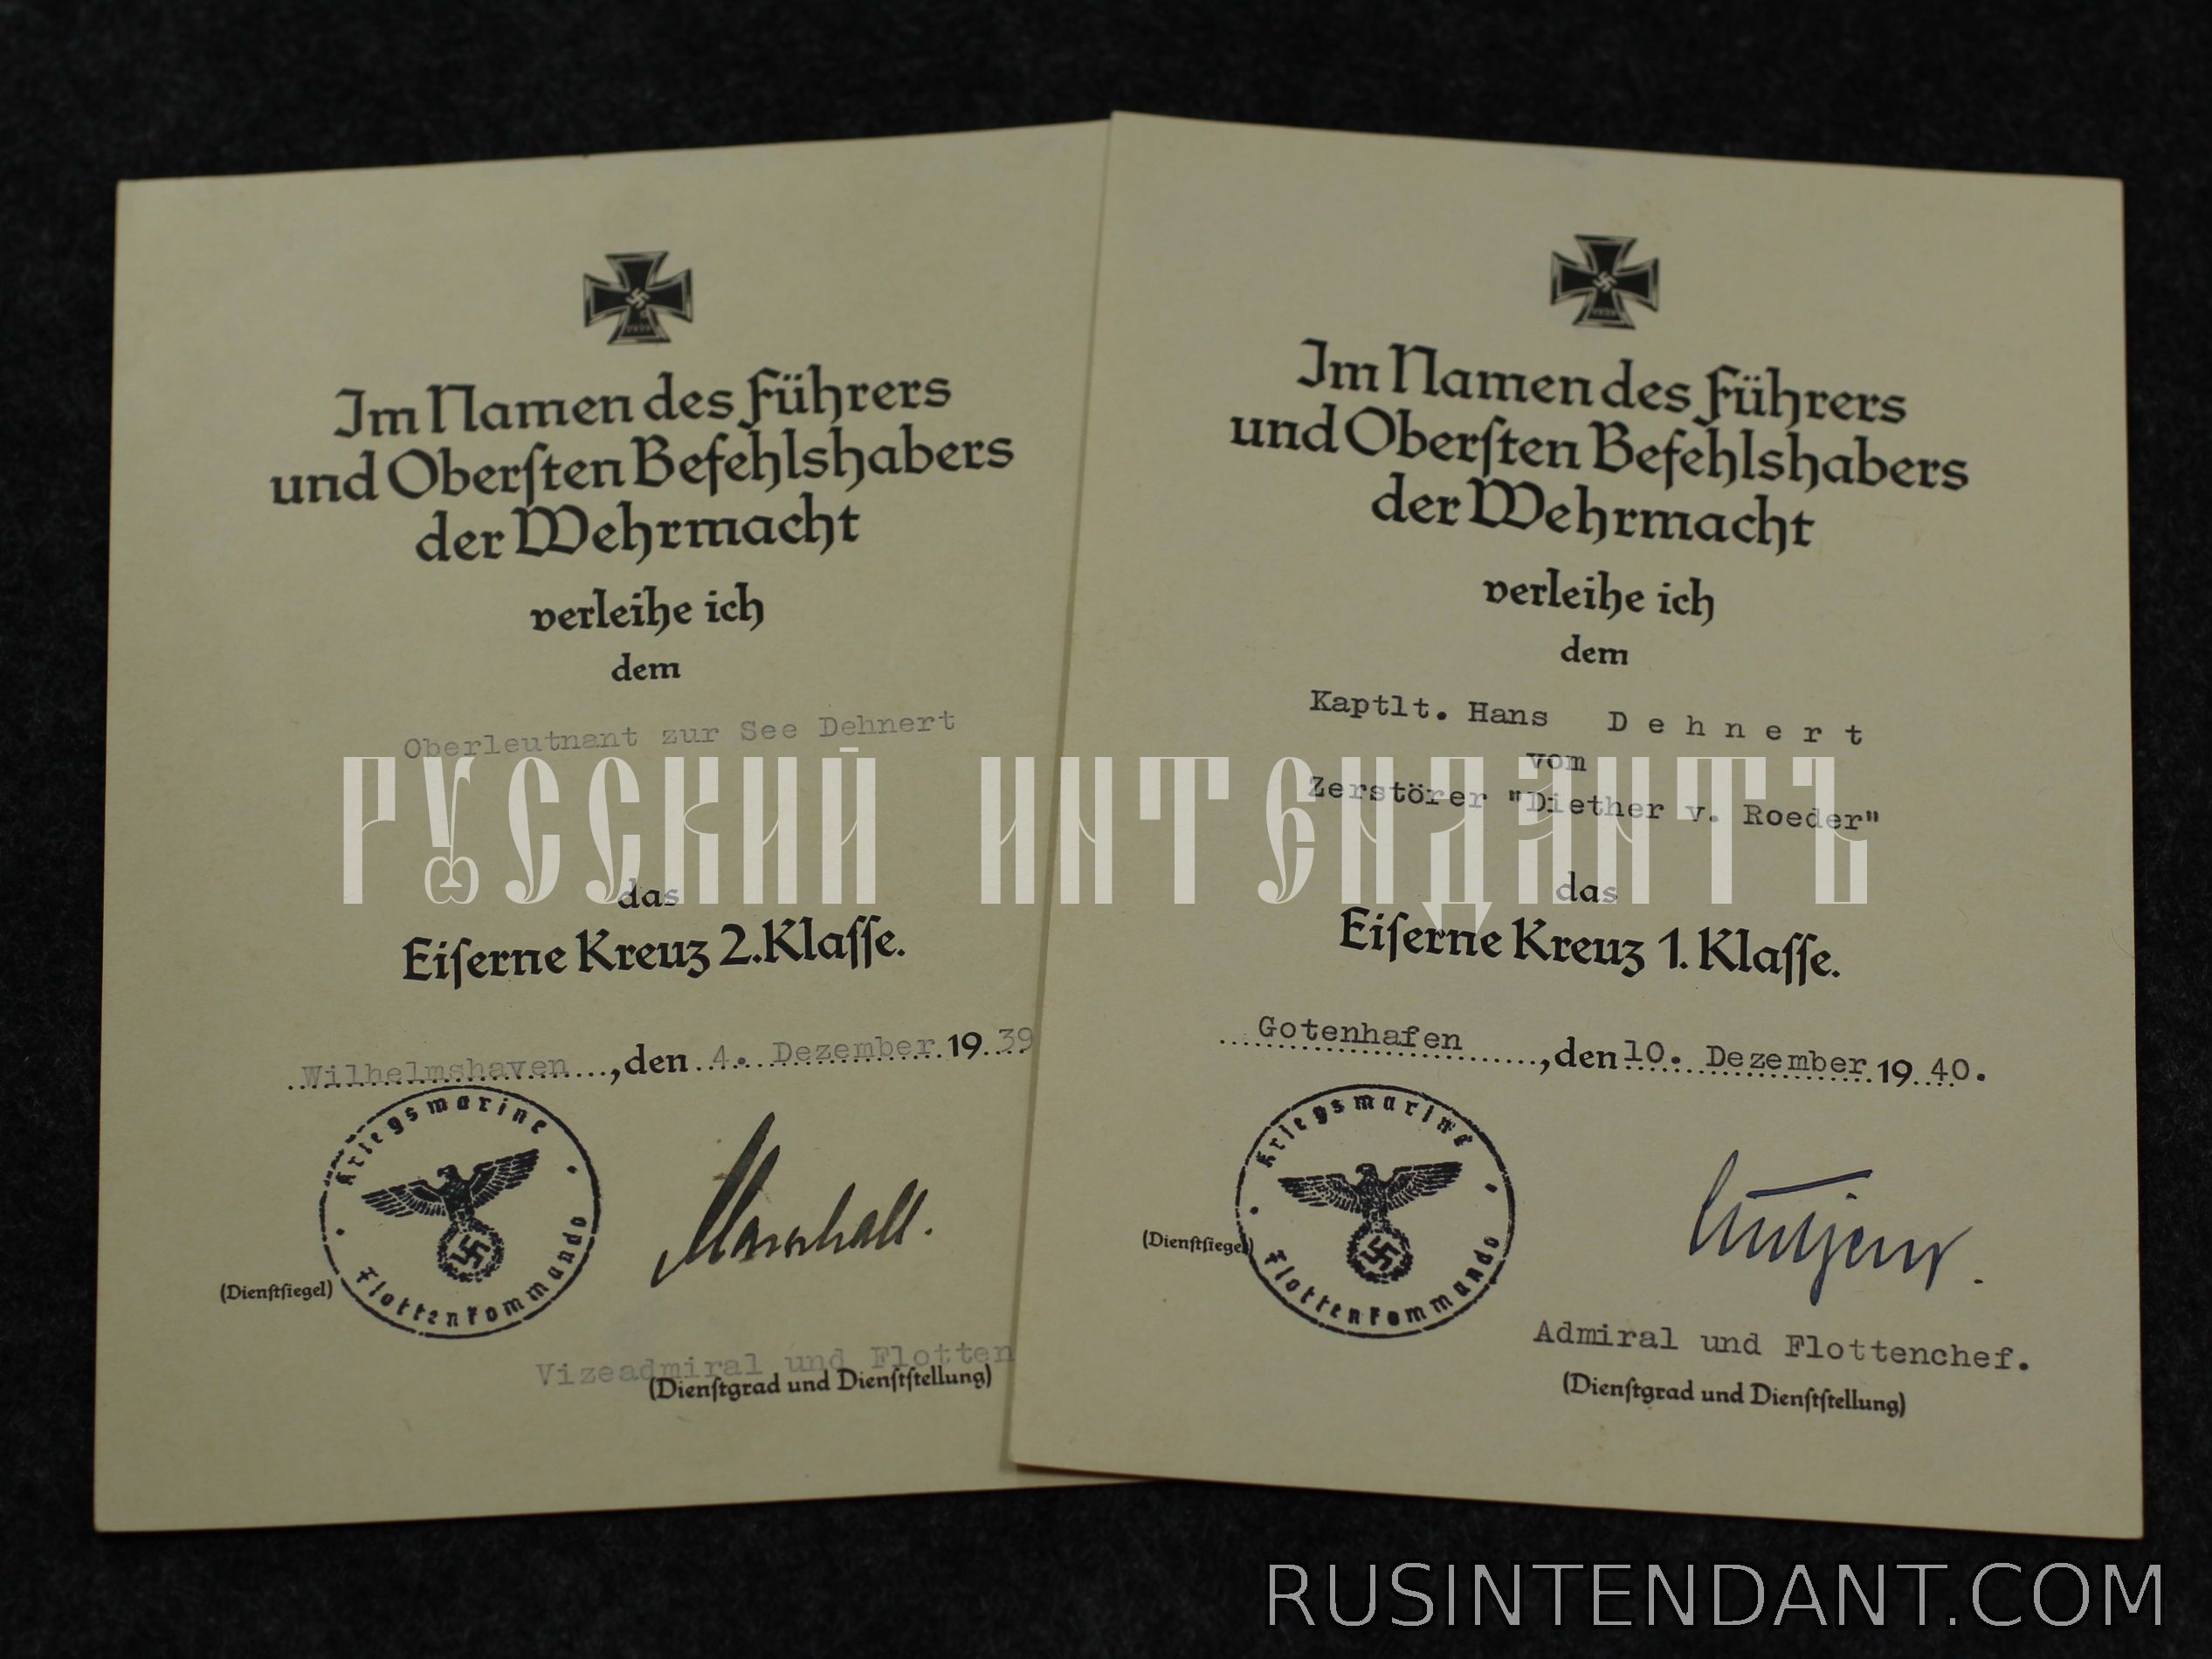 Im Namen des Führers
und Oberſten Befehlshabers
der Wehrmacht
verleihe ich
dem
Oberleutnant zur See Dehnert
das
Eiſerne Kreuz 2. Klaſſe.
Wilhelmshaven, den 4. Dezember 1939
Kriegsmarine
Flottenkommando
(Dienſtſiegel)
Marschall.
Vizeadmiral und Flotten
(Dienſtgrad und Dienſtſtellung)
Im Namen des Führers
und Oberſten Befehlshabers
der Wehrmacht
verleihe ich
dem
Kaptlt. Hans Dehnert
vom
Zerstörer "Diether v. Roeder"
das
Eiſerne Kreuz 1. Klaſſe.
Gotenhafen, den 10. Dezember 1940.
Kriegsmarine
Flottenkommando
(Dienſtſiegel)
Lütjens.
Admiral und Flottenchef.
(Dienſtgrad und Dienſtſtellung)
РУССКИЙ ИНТЕНДАНТЪ
RUSINTENDANT.COM